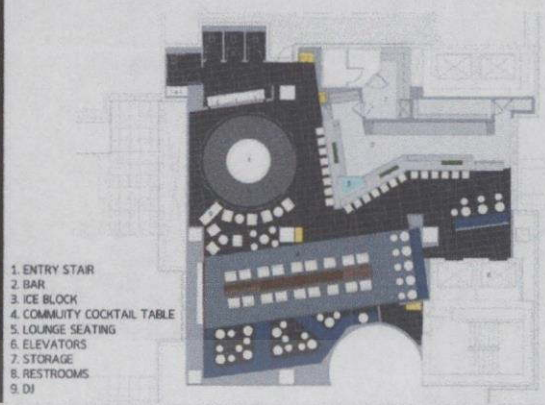 1. ENTRY STAIR
2. BAR
3. ICE BLOCK
4. COMMUITY COCKTAIL TABLE
5. LOUNGE SEATING
6. ELEVATORS
7. STORAGE
8. RESTROOMS
9. DJ